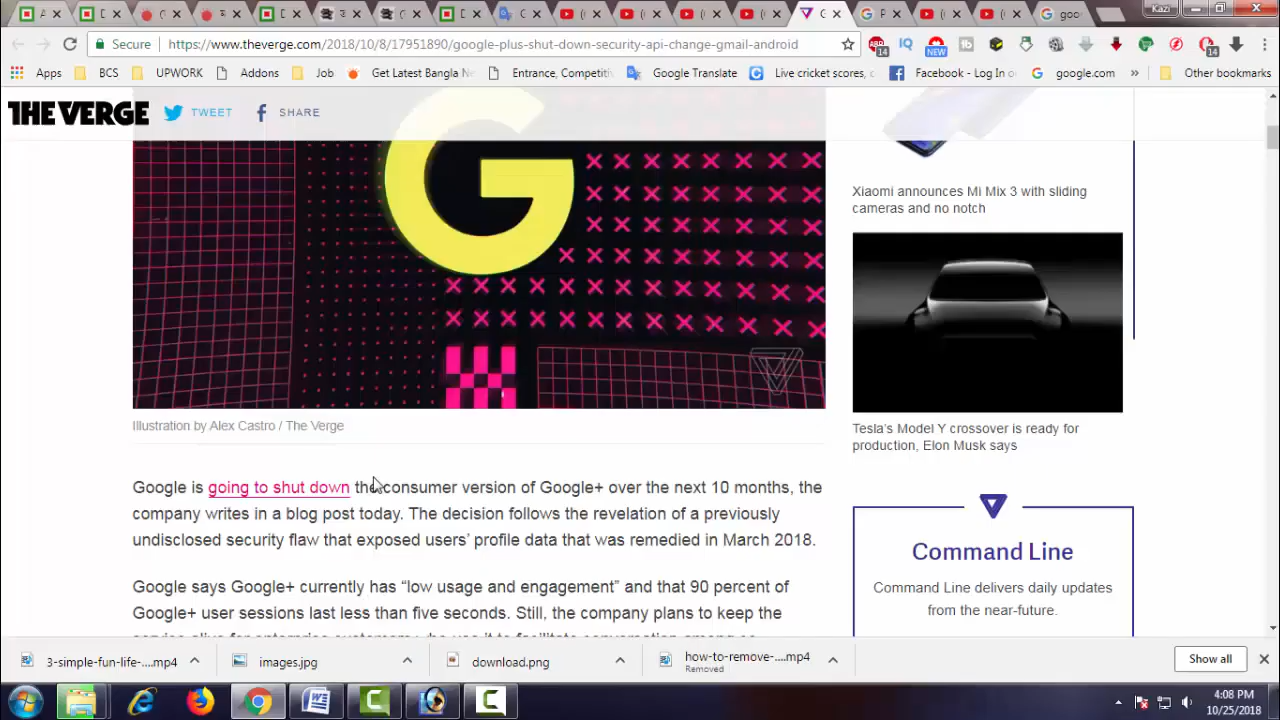 A
D
C
s
D
C
D
C
(
(
(
(
G
P
(
(
goo
Kazi
Secure
https://www.theverge.com/2018/10/8/17951890/google-plus-shut-down-security-api-change-gmail-android
14
IQ
NEW
14
Apps
BCS
UPWORK
Addons
Job
Get Latest Bangla Ne
Entrance, Competiti
Google Translate
Live cricket scores, c
Facebook - Log In o
google.com
»
Other bookmarks
THE VERGE
TWEET
SHARE
Xiaomi announces Mi Mix 3 with sliding
cameras and no notch
Tesla's Model Y crossover is ready for
production, Elon Musk says
Illustration by Alex Castro / The Verge
Google is going to shut down the consumer version of Google+ over the next 10 months, the
company writes in a blog post today. The decision follows the revelation of a previously
undisclosed security flaw that exposed users' profile data that was remedied in March 2018.
Google says Google+ currently has “low usage and engagement” and that 90 percent of
Google+ user sessions last less than five seconds. Still, the company plans to keep the
Command Line
Command Line delivers daily updates
from the near-future.
3-simple-fun-life-....mp4
images.jpg
download.png
how-to-remove-....mp4
Removed
Show all
4:08 PM
10/25/2018